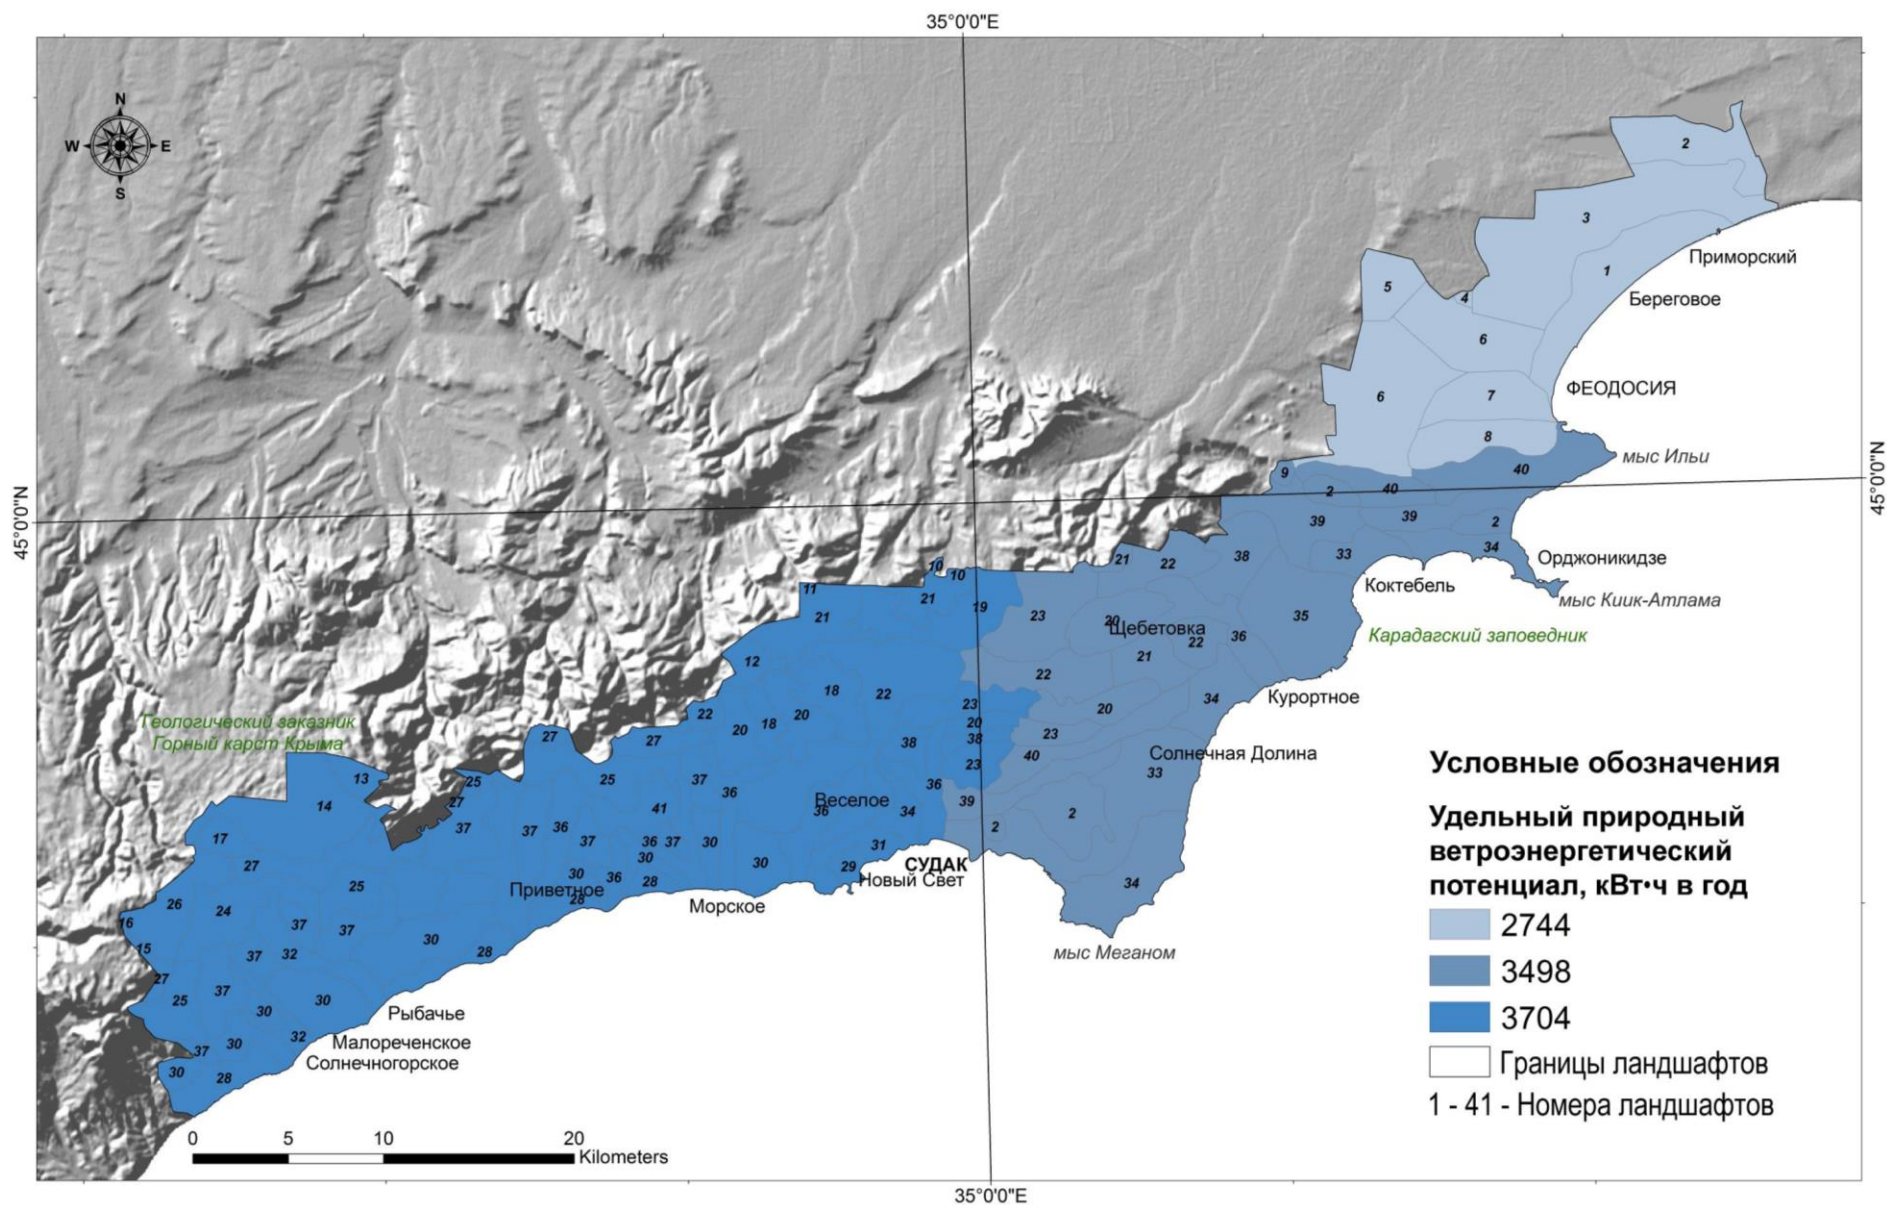 35°0'0"E
N
W
E
S
2
3
3
Приморский
1
5
4
Береговое
6
ФЕОДОСИЯ
6
7
8
мыс Ильи
40
9
2
40
45°0'0"N
45°0'0"N
39
39
2
34
Орджоникидзе
21
22
38
33
Коктебель
мыс Киик-Атлама
10
10
11
21
19
21
23
20
Щебетовка
22
36
35
Карадагский заповедник
21
12
22
18
22
34
Курортное
23
20
22
20
18
20
Геологический заказник
Горный карст Крыма
27
27
38
20
38
23
40
Солнечная Долина
33
23
13
25
25
37
36
36
14
27
41
Веселое
36
34
39
2
2
17
37
37
36
37
36
37
30
30
30
31
29
СУДАК
Новый Свет
27
25
30
36
28
Приветное
28
34
Морское
26
24
16
37
37
30
28
15
37
32
мыс Меганом
27
25
37
30
30
Рыбачье
32
Малореченское
37
30
Солнечногорское
30
28
Условные обозначения
Удельный природный
ветроэнергетический
потенциал, кВт•ч в год
2744
3498
3704
Границы ландшафтов
1 - 41 - Номера ландшафтов
0 5 10 20
Kilometers
35°0'0"E